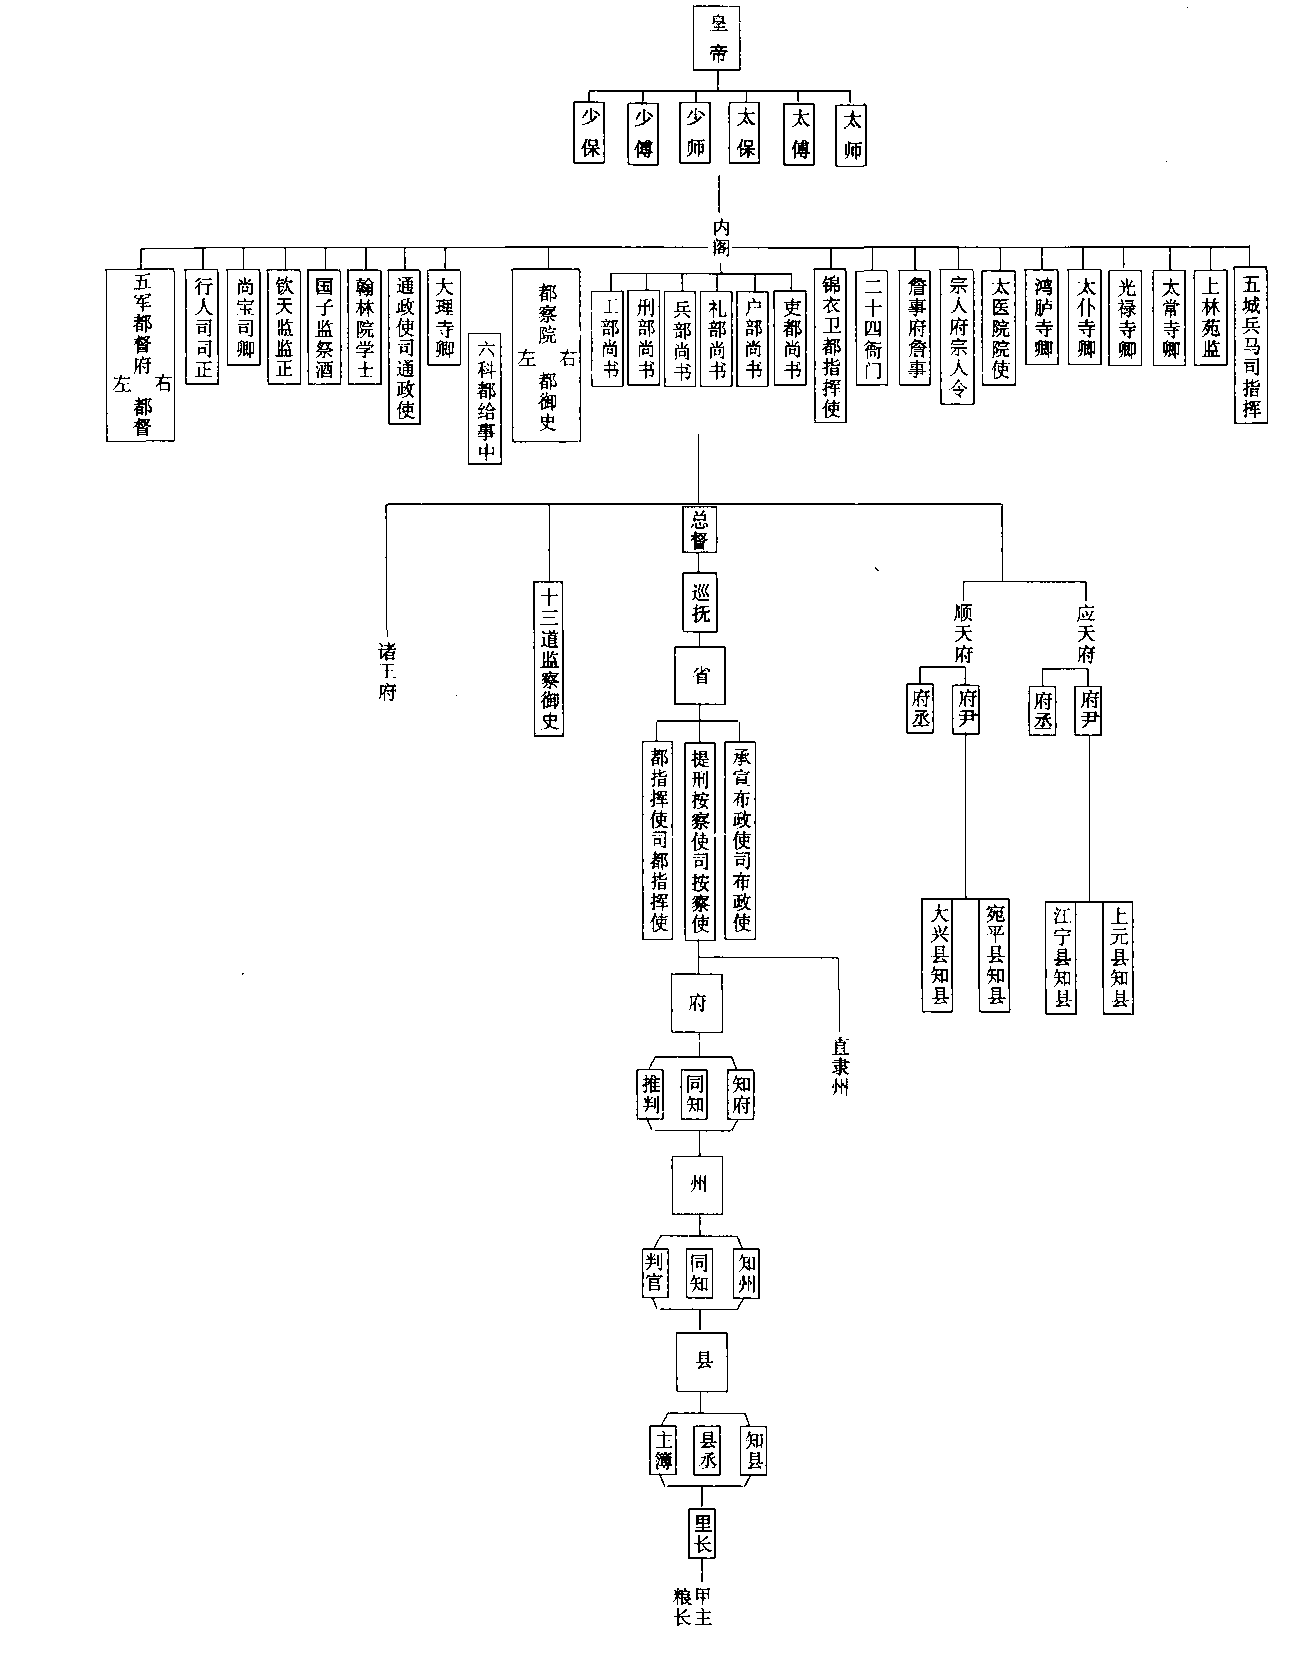 皇帝
少保
少傅
少师
太保
太傅
太师
内阁
五军都督府
左 右
都督
行人司司正
尚宝司卿
钦天监监正
国子监祭酒
翰林院学士
通政使司通政使
大理寺卿
六科都给事中
都察院
左 右
都御史
工部尚书
刑部尚书
兵部尚书
礼部尚书
户部尚书
吏都尚书
锦衣卫都指挥使
二十四衙门
詹事府詹事
宗人府宗人令
太医院院使
鸿胪寺卿
太仆寺卿
光禄寺卿
太常寺卿
上林苑监
五城兵马司指挥
诸王府
十三道监察御史
总督
巡抚
省
都指挥使司都指挥使
提刑按察使司按察使
承宣布政使司布政使
顺天府
府丞
府尹
应天府
府丞
府尹
大兴县知县
宛平县知县
江宁县知县
上元县知县
府
直隶州
推判
同知
知府
州
判官
同知
知州
县
主簿
县丞
知县
里长
粮长
甲主